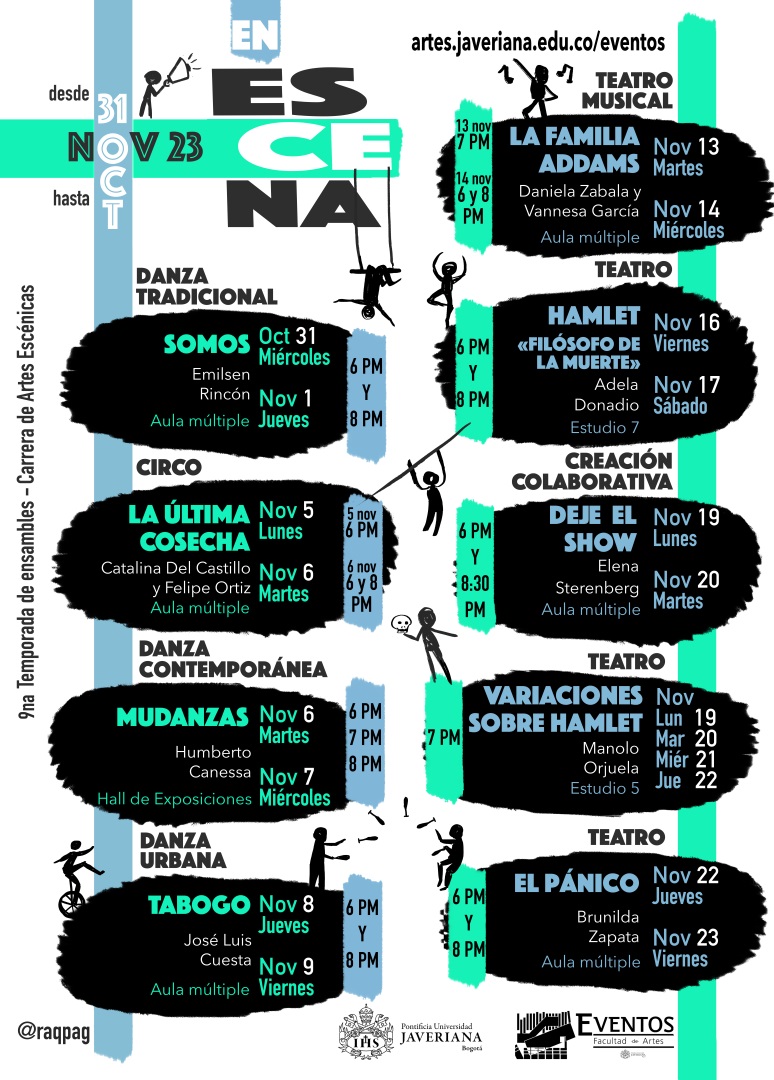 EN
ESCENA
desde
31 OCT
NOV 23
hasta
artes.javeriana.edu.co/eventos
9na Temporada de ensambles - Carrera de Artes Escénicas
DANZA
TRADICIONAL
SOMOS
Emilsen
Rincón
Aula múltiple
Oct 31
Miércoles
Nov 1
Jueves
6 PM
Y
8 PM
CIRCO
LA ÚLTIMA
COSECHA
Catalina Del Castillo
y Felipe Ortiz
Aula múltiple
Nov 5
Lunes
Nov 6
Martes
5 nov
6 PM
6 nov
6 y 8
PM
DANZA
CONTEMPORÁNEA
MUDANZAS
Humberto
Canessa
Hall de Exposiciones
Nov 6
Martes
Nov 7
Miércoles
6 PM
7 PM
8 PM
DANZA
URBANA
TABOGO
José Luis
Cuesta
Aula múltiple
Nov 8
Jueves
Nov 9
Viernes
6 PM
Y
8 PM
TEATRO
MUSICAL
13 nov
7 PM
14 nov
6 y 8
PM
LA FAMILIA
ADDAMS
Daniela Zabala y
Vannesa García
Aula múltiple
Nov 13
Martes
Nov 14
Miércoles
TEATRO
6 PM
Y
8 PM
HAMLET
«FILÓSOFO DE
LA MUERTE»
Adela
Donadio
Estudio 7
Nov 16
Viernes
Nov 17
Sábado
CREACIÓN
COLABORATIVA
6 PM
Y
8:30
PM
DEJE EL
SHOW
Elena
Sterenberg
Aula múltiple
Nov 19
Lunes
Nov 20
Martes
TEATRO
7 PM
VARIACIONES
SOBRE HAMLET
Manolo
Orjuela
Estudio 5
Nov
Lun 19
Mar 20
Miér 21
Jue 22
TEATRO
6 PM
Y
8 PM
EL PÁNICO
Brunilda
Zapata
Aula múltiple
Nov 22
Jueves
Nov 23
Viernes
@raqpag
IHS
Pontificia Universidad
JAVERIANA
Bogotá
EVENTOS
Facultad de Artes